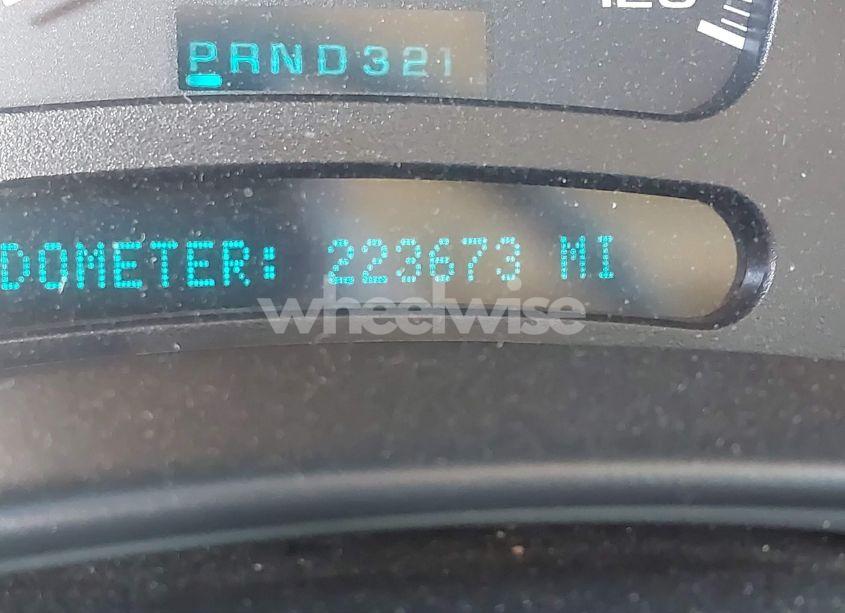 PRND321
DOMETER: 223673 MI
wheelwise